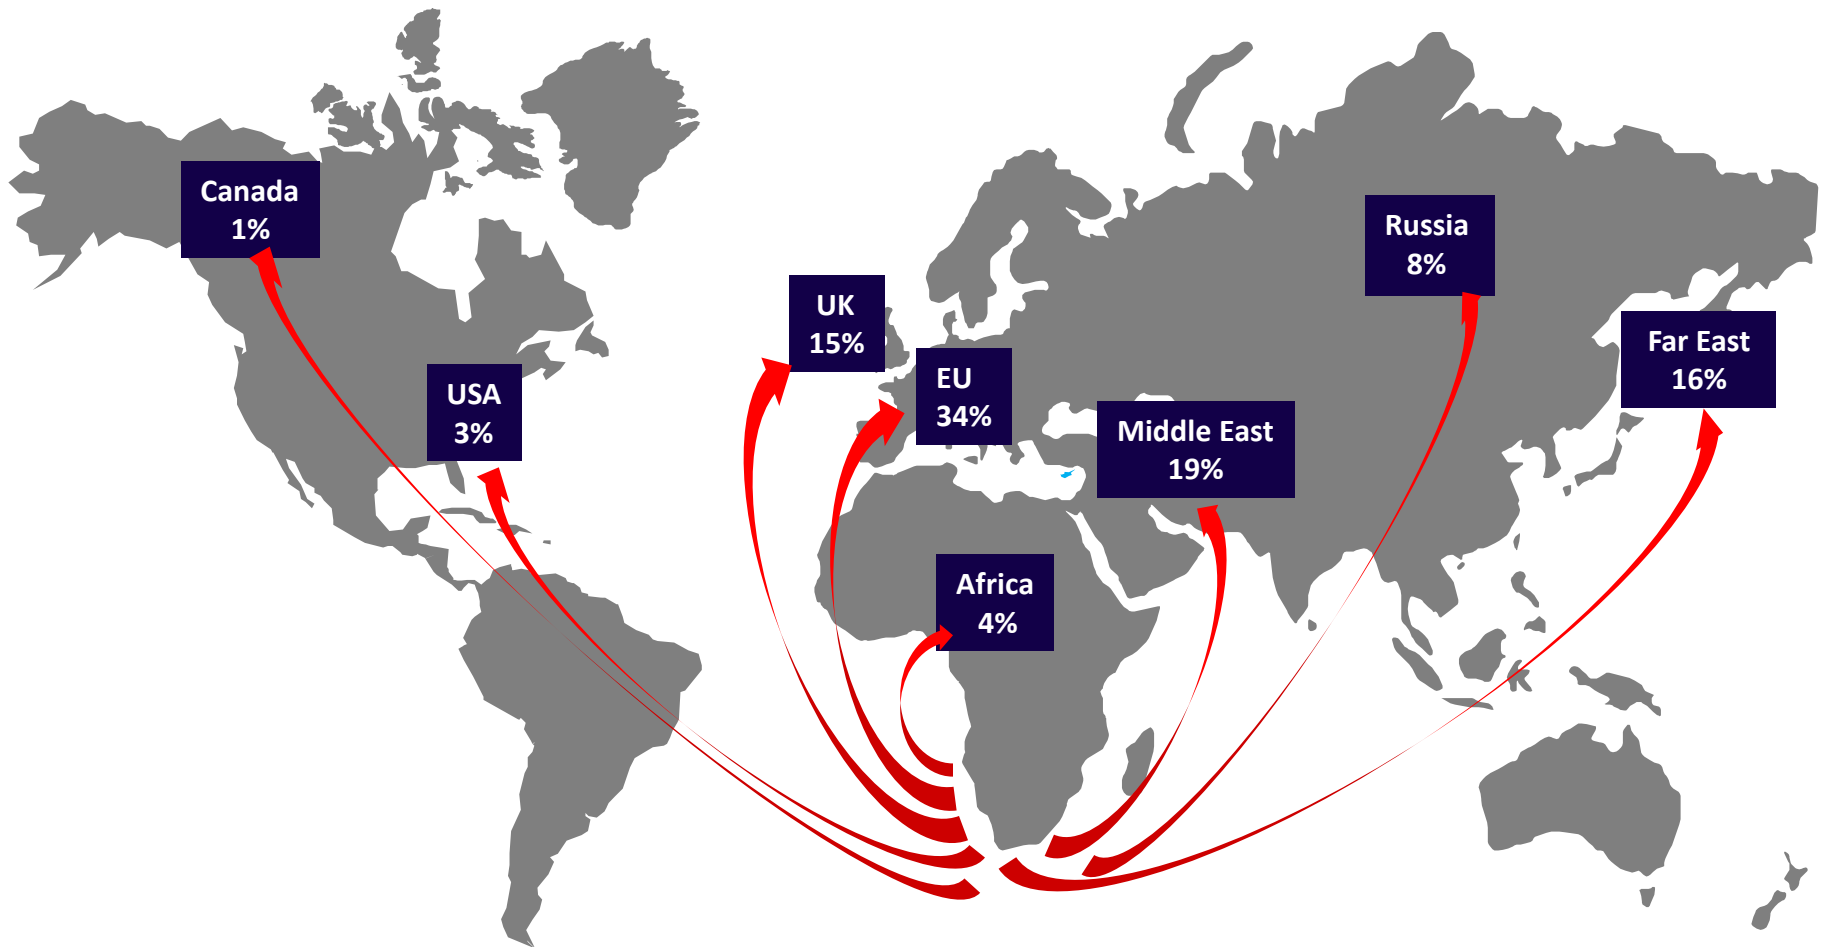 Canada
1%
USA
3%
UK
15%
EU
34%
Africa
4%
Middle East
19%
Russia
8%
Far East
16%